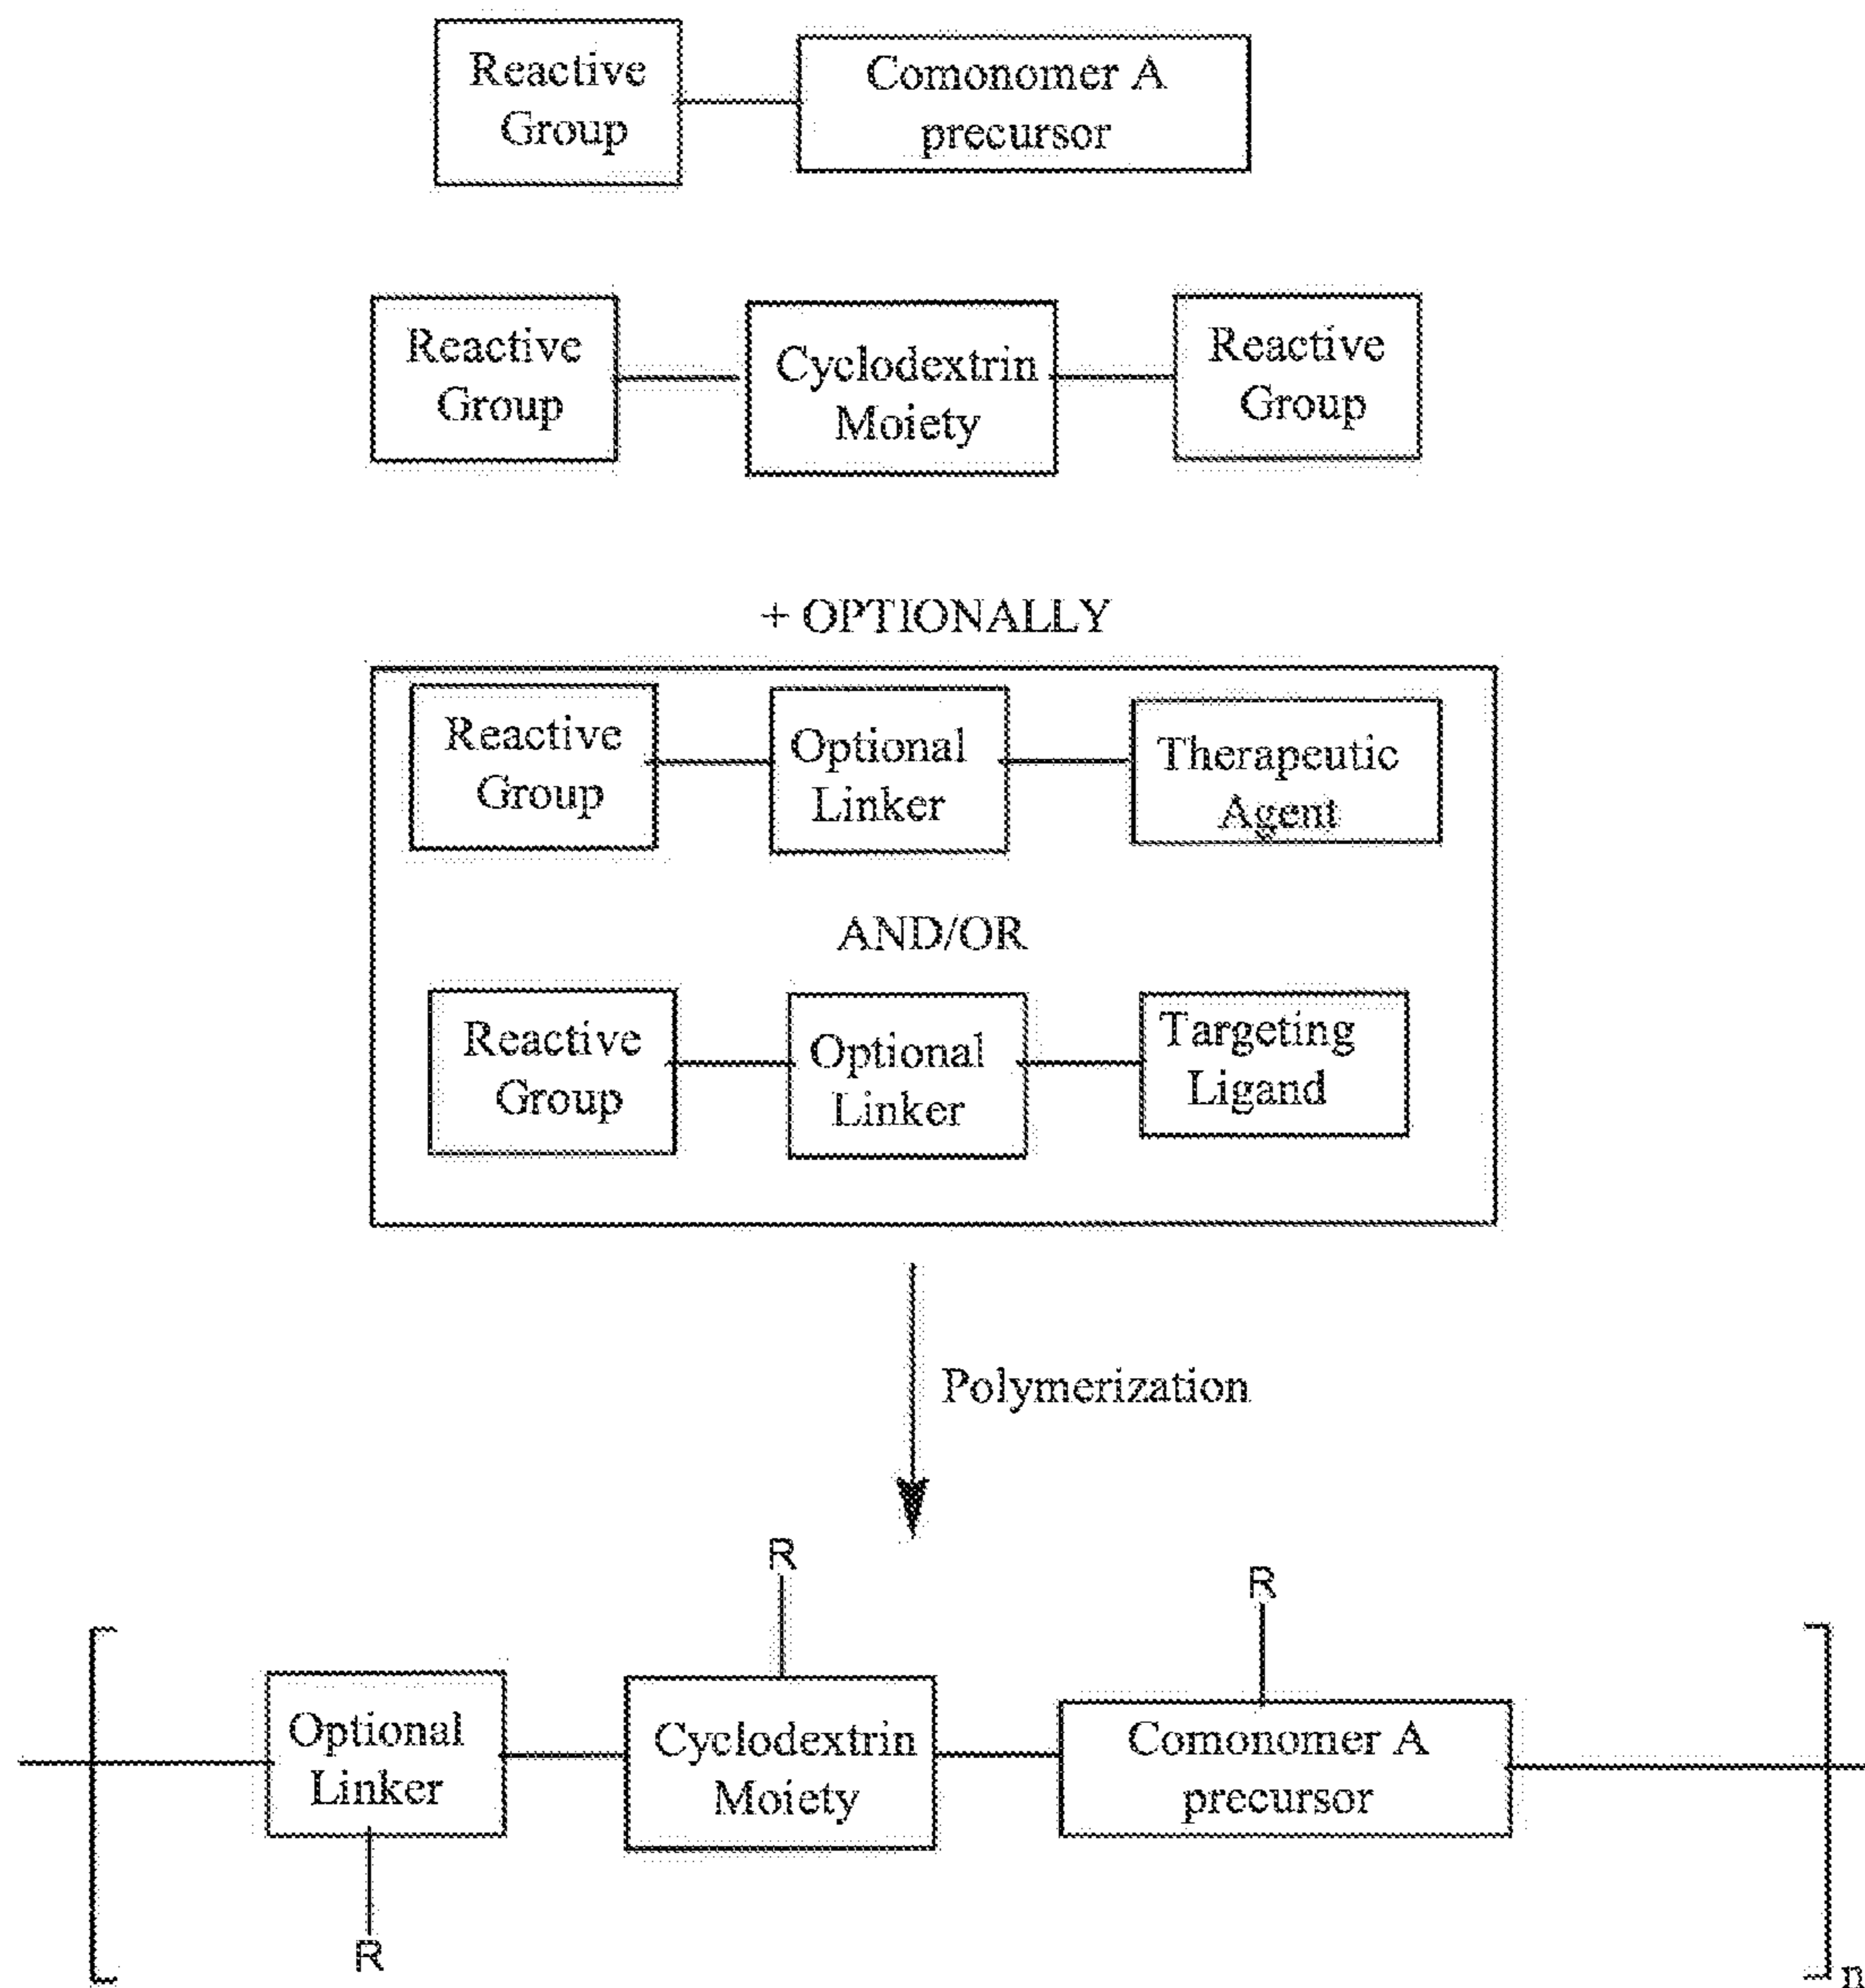 Reactive
Group
Comonomer A
precursor
Reactive
Group
Cyclodextrin
Moiety
Reactive
Group
+ OPTIONALLY
Reactive
Group
Optional
Linker
Therapeutic
Agent
AND/OR
Reactive
Group
Optional
Linker
Targeting
Ligand
Polymerization
R
R
Optional
Linker
Cyclodextrin
Moiety
Comonomer A
precursor
R
n